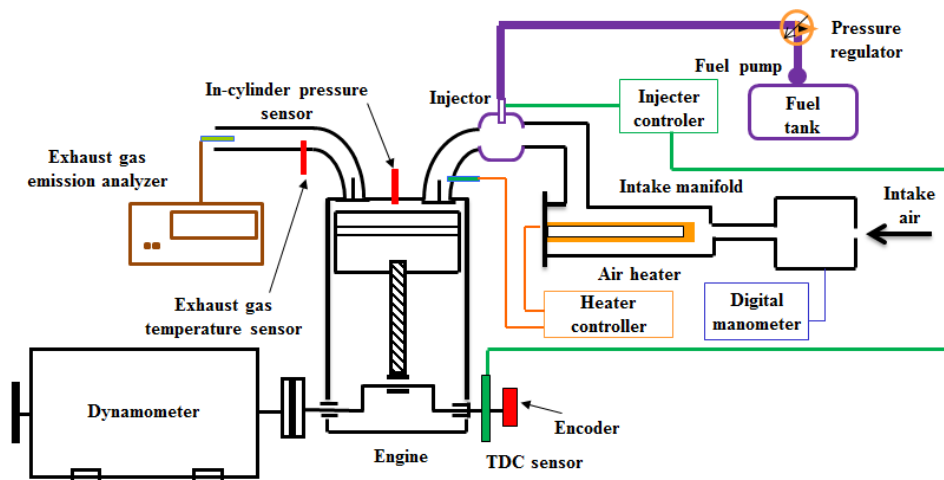 Pressure
regulator
Fuel pump
In-cylinder pressure
sensor
Injector
Injecter
controler
Fuel
tank
Exhaust gas
emission analyzer
Intake manifold
Intake
air
Air heater
Exhaust gas
temperature sensor
Heater
controller
Digital
manometer
Dynamometer
Encoder
Engine
TDC sensor